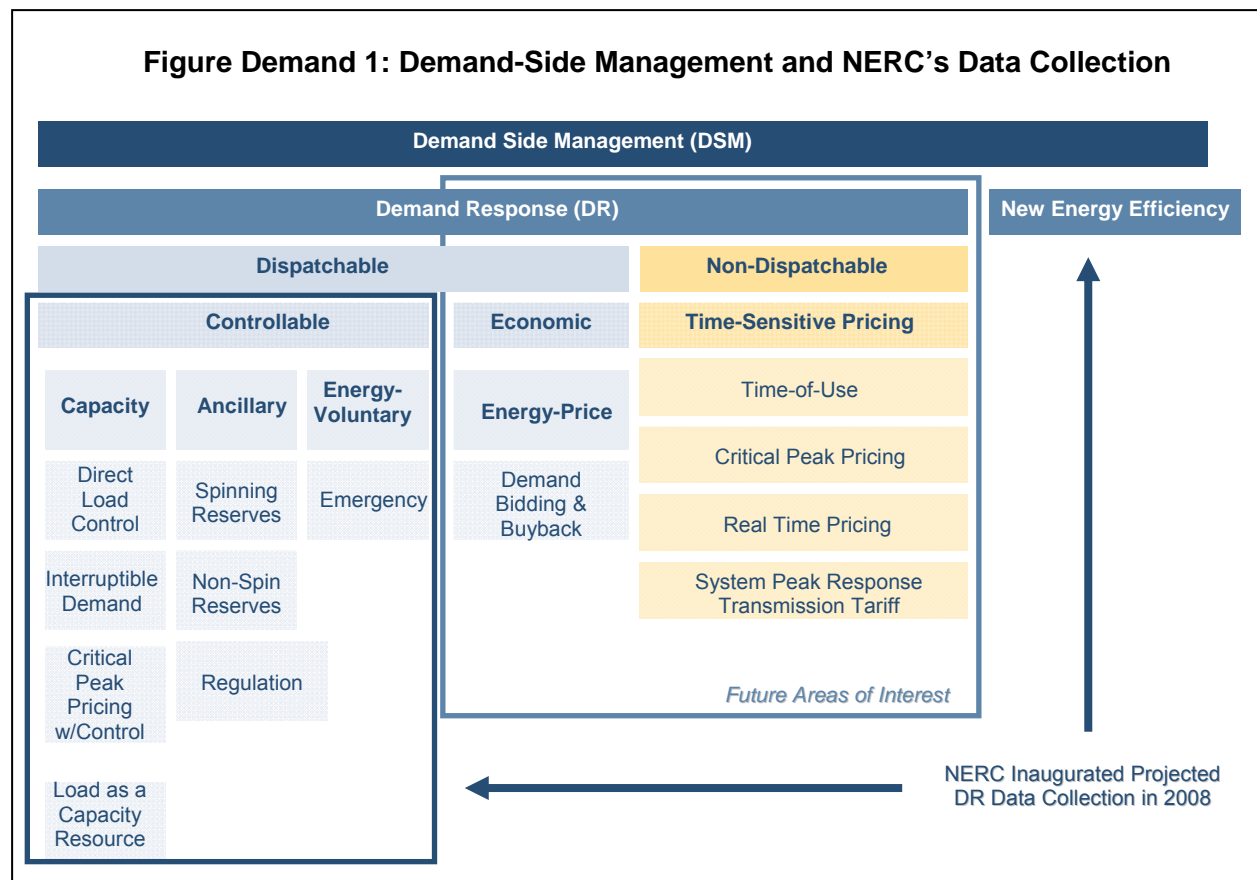 Figure Demand 1: Demand-Side Management and NERC's Data Collection
Demand Side Management (DSM)
Demand Response (DR)
New Energy Efficiency
Dispatchable
Non-Dispatchable
Controllable
Economic
Time-Sensitive Pricing
Capacity
Ancillary
Energy-
Voluntary
Energy-Price
Time-of-Use
Critical Peak Pricing
Direct
Load
Control
Spinning
Reserves
Emergency
Demand
Bidding &
Buyback
Real Time Pricing
Interruptible
Demand
Non-Spin
Reserves
System Peak Response
Transmission Tariff
Critical
Peak
Pricing
w/Control
Regulation
Future Areas of Interest
Load as a
Capacity
Resource
NERC Inaugurated Projected
DR Data Collection in 2008